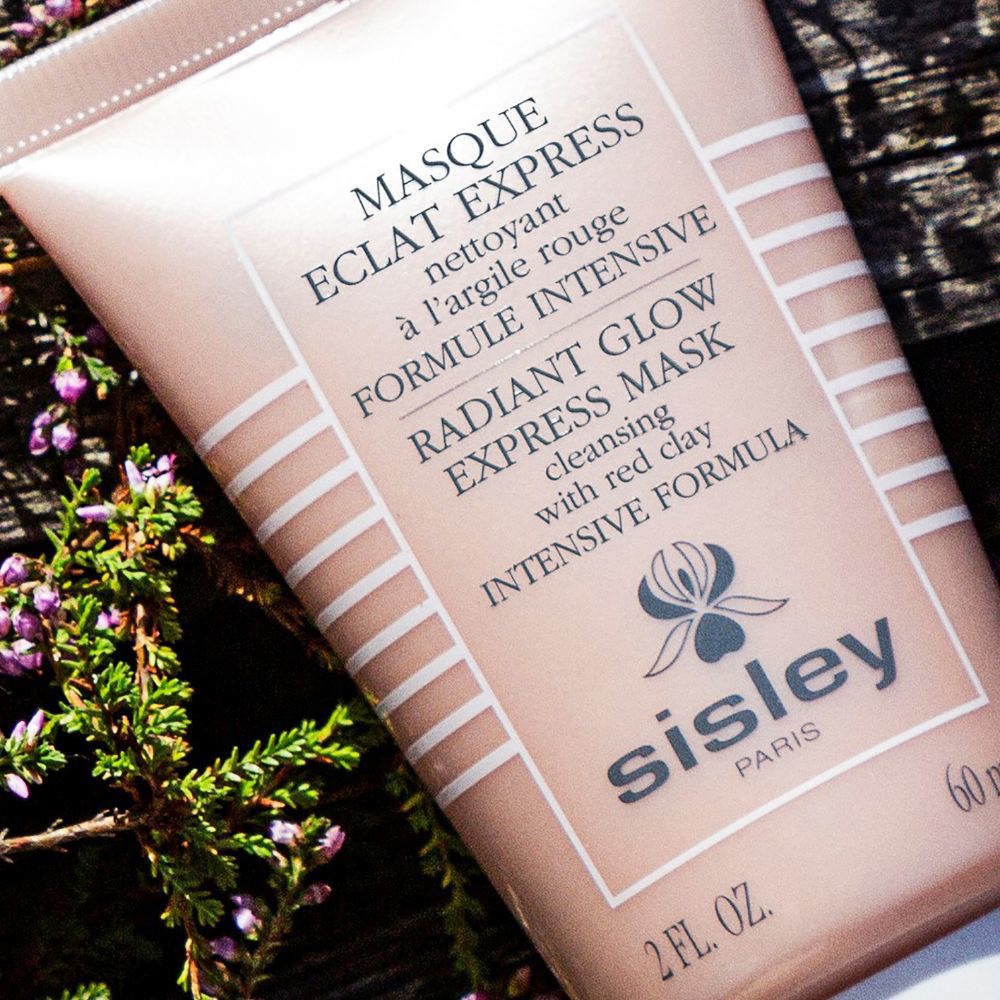 MASQUE
ECLAT EXPRESS
nettoyant
à l'argile rouge
FORMULE INTENSIVE
RADIANT GLOW
EXPRESS MASK
cleansing
with red clay
INTENSIVE FORMULA
sisley
PARIS
2 FL. OZ.
60 m